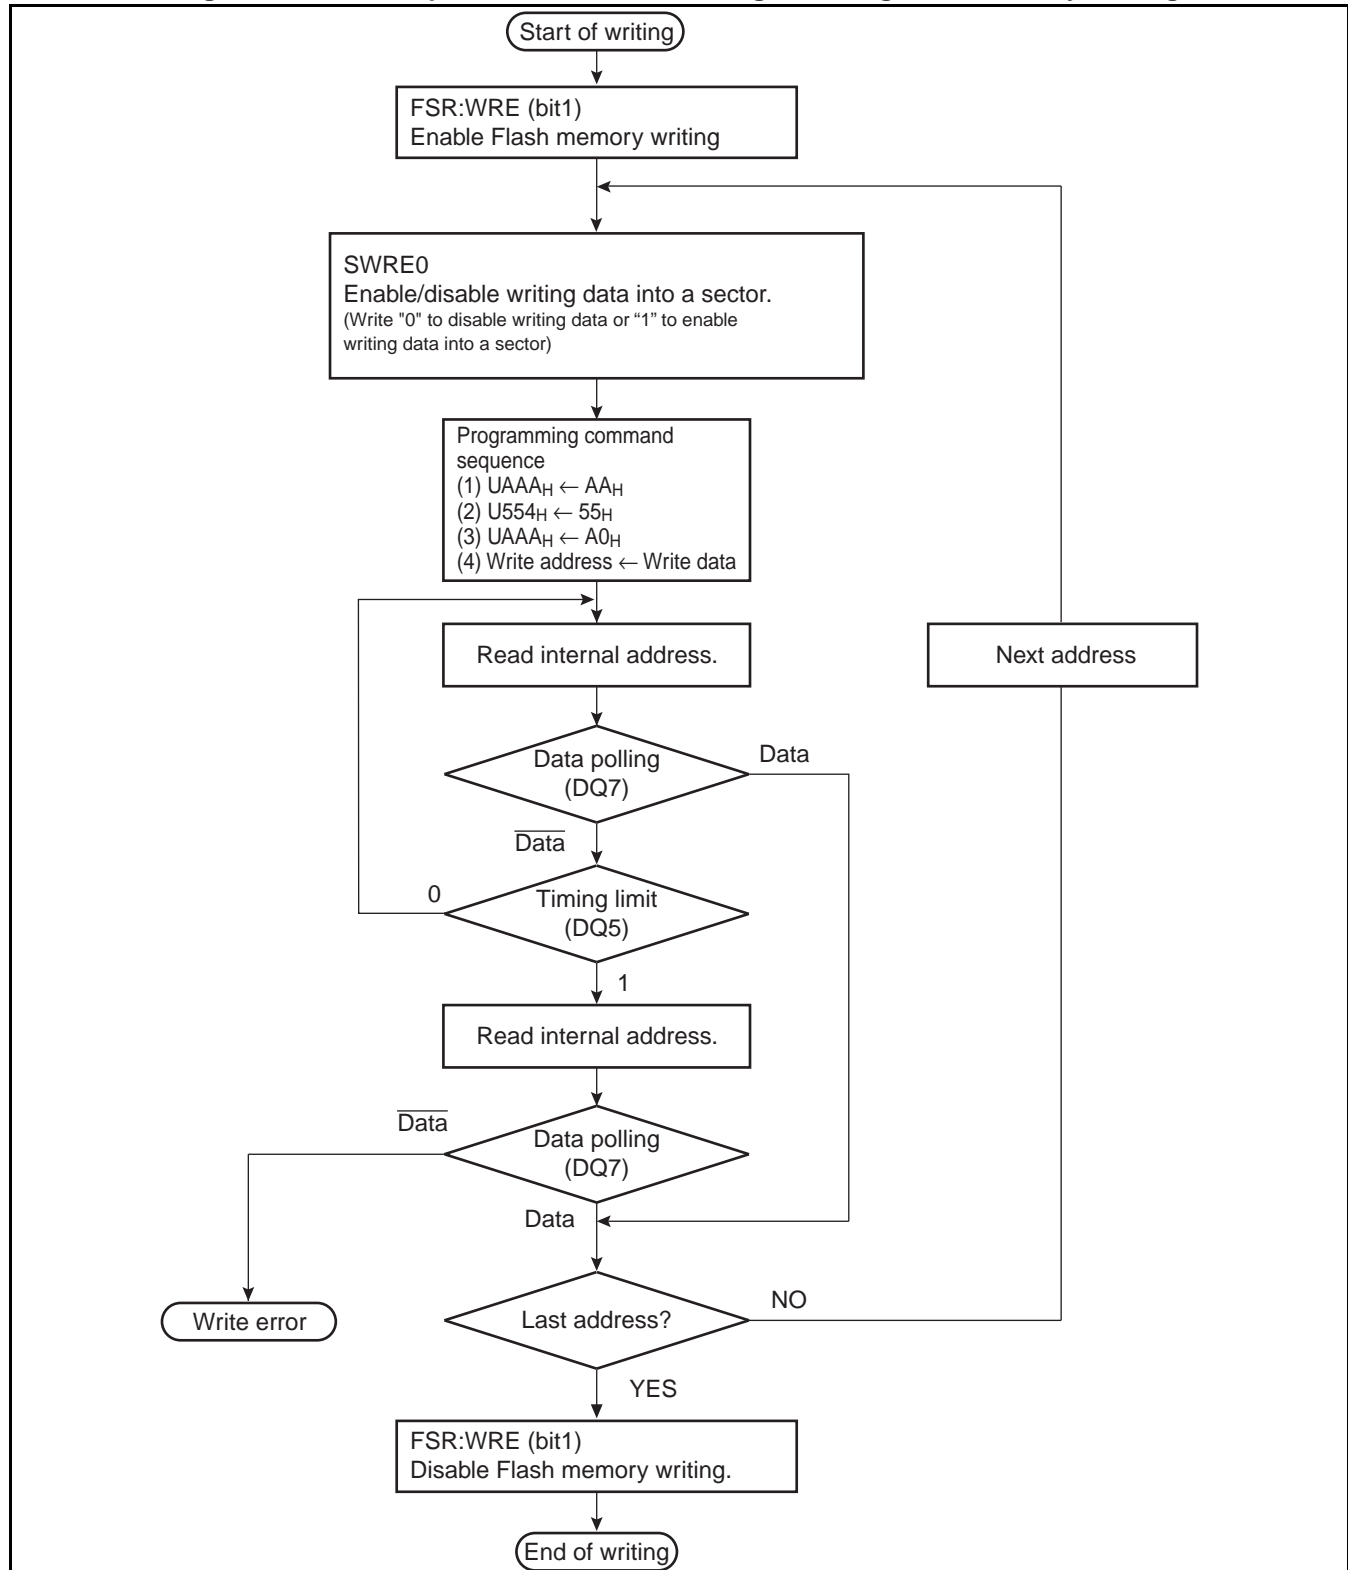 Start of writing
FSR:WRE (bit1)
Enable Flash memory writing
SWRE0
Enable/disable writing data into a sector.
(Write "0" to disable writing data or “1” to enable
writing data into a sector)
Programming command
sequence
(1) UAAAH ← AAH
(2) U554H ← 55H
(3) UAAAH ← A0H
(4) Write address ← Write data
Read internal address.
Next address
Data polling
(DQ7)
Data
Data
Timing limit
(DQ5)
0
1
Read internal address.
Data
Data polling
(DQ7)
Data
Write error
Last address?
NO
YES
FSR:WRE (bit1)
Disable Flash memory writing.
End of writing